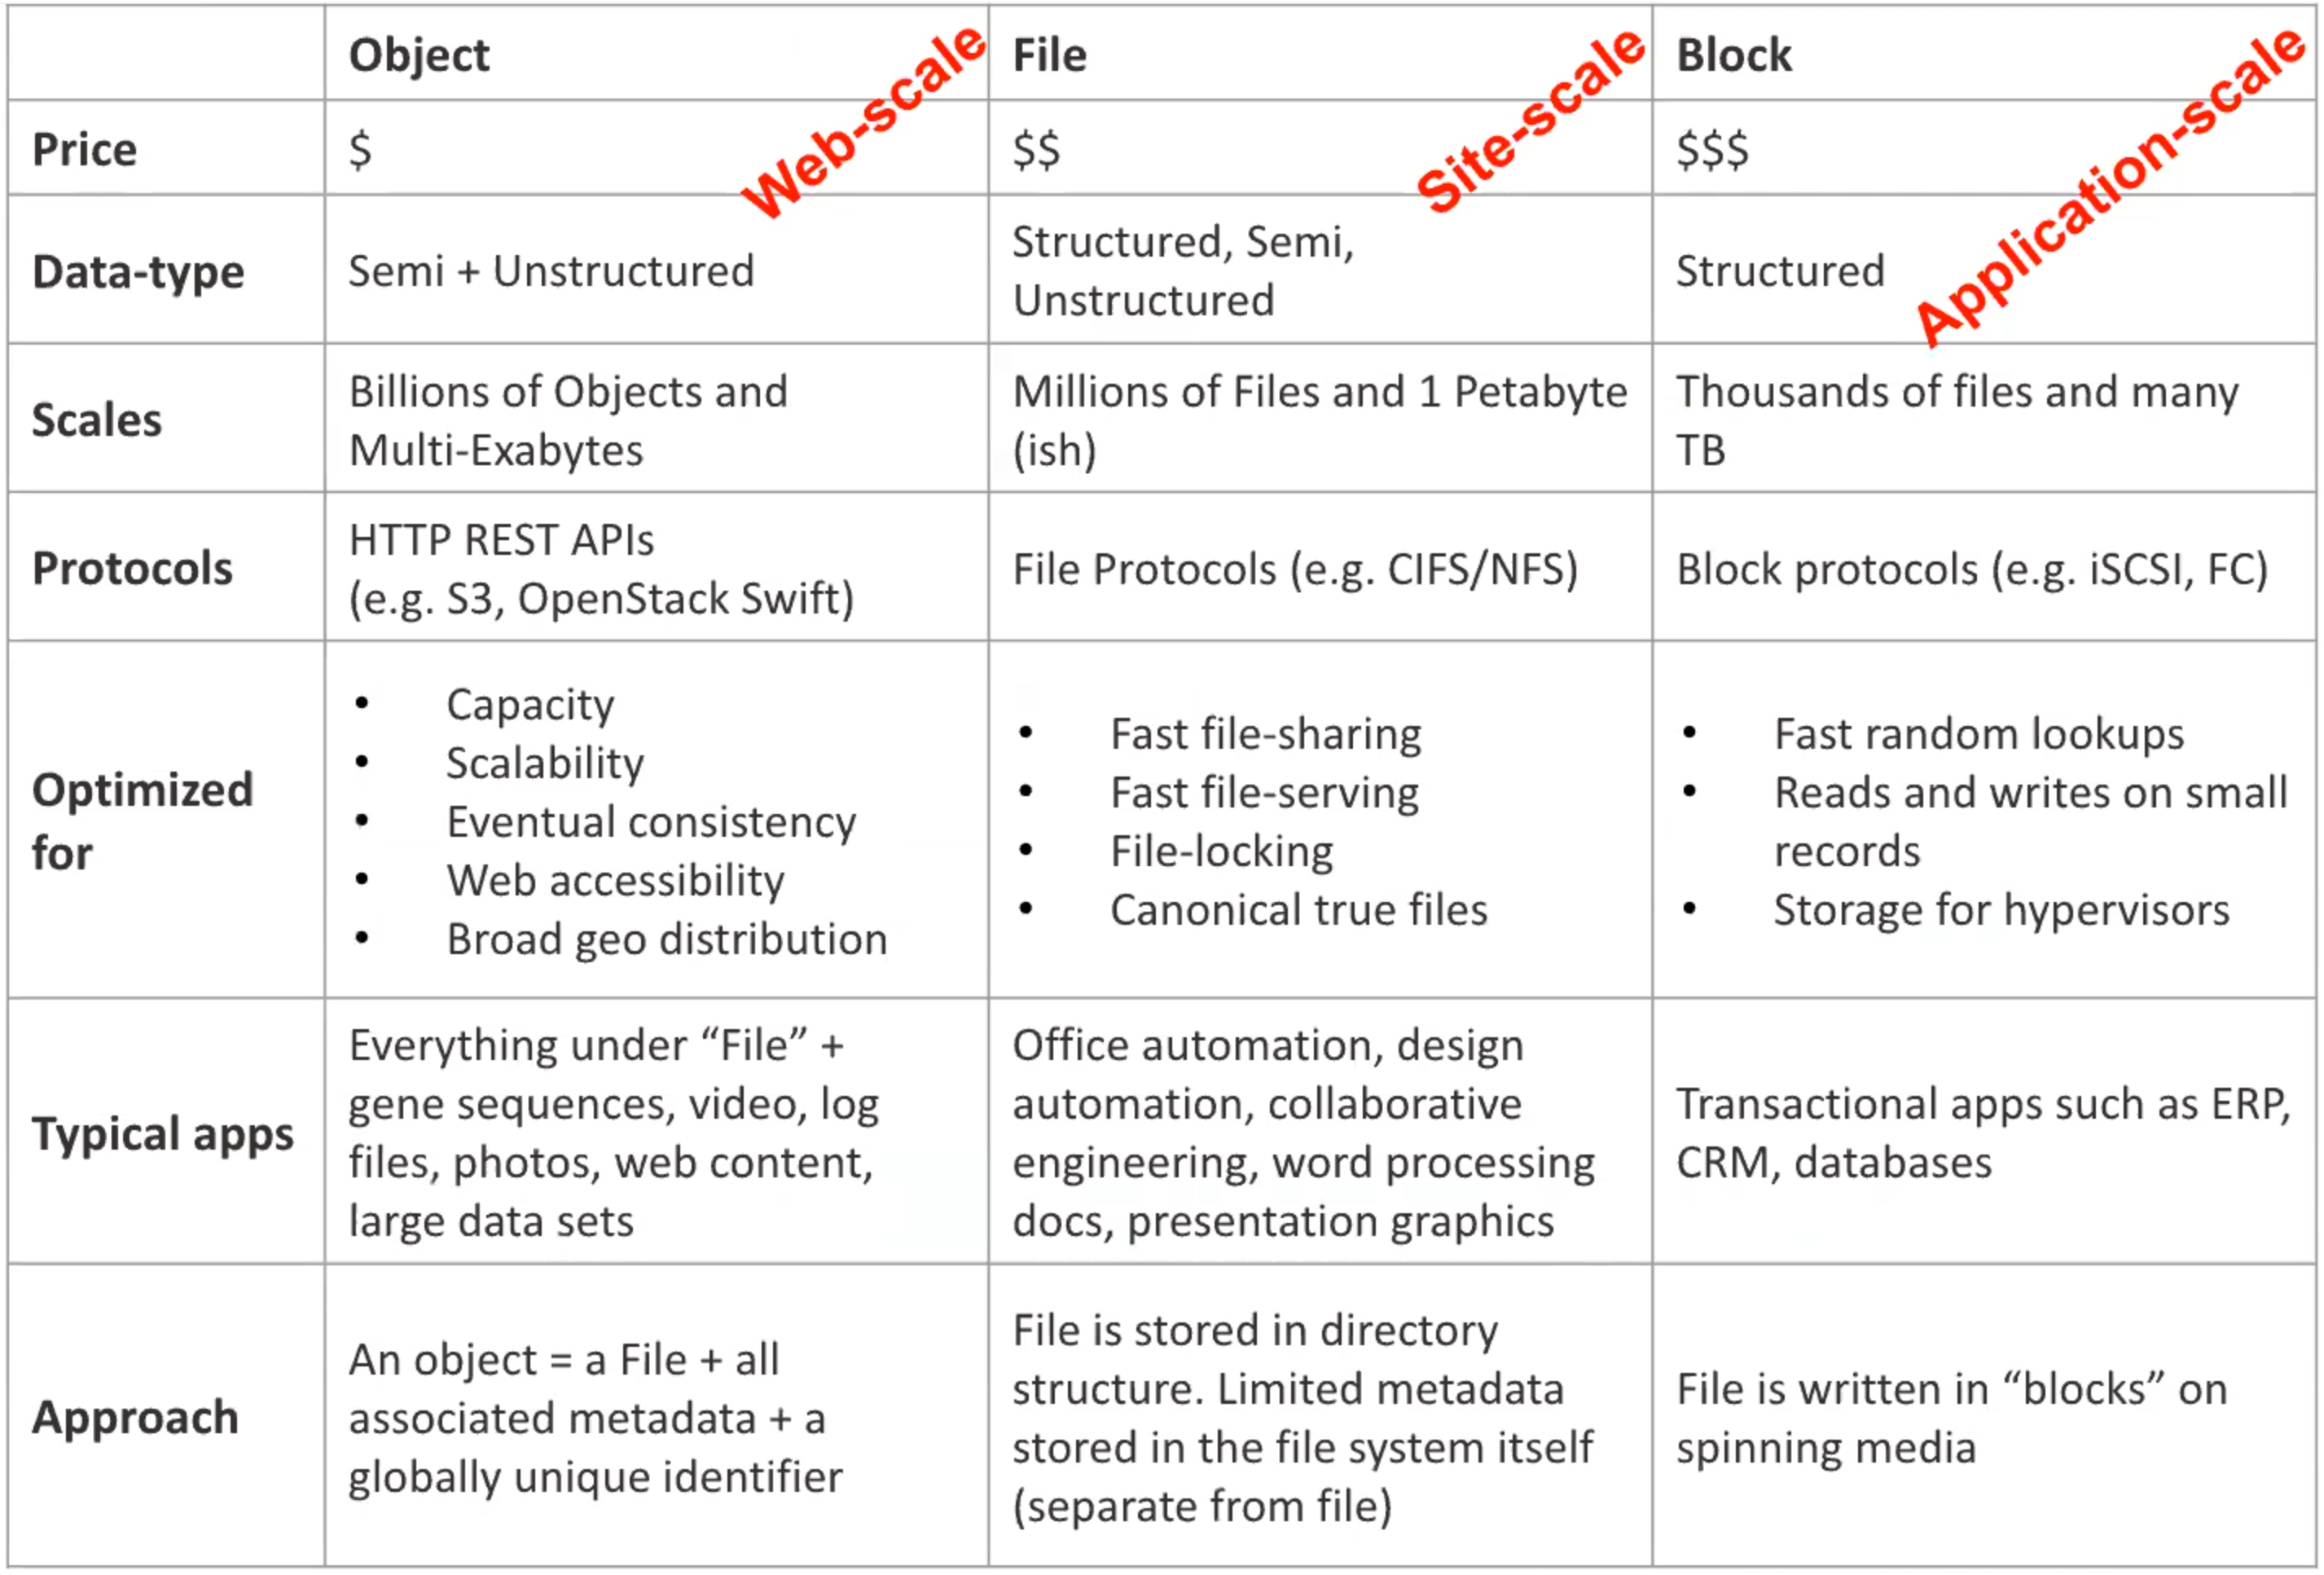 Object
Web-scale
File
Site-scale
Block
Application-scale
Price
$
$$
$$$
Data-type
Semi + Unstructured
Structured, Semi,
Unstructured
Structured
Scales
Billions of Objects and
Multi-Exabytes
Millions of Files and 1 Petabyte
(ish)
Thousands of files and many
TB
Protocols
HTTP REST APIs
(e.g. S3, OpenStack Swift)
File Protocols (e.g. CIFS/NFS)
Block protocols (e.g. iSCSI, FC)
Optimized
for
• Capacity
• Scalability
• Eventual consistency
• Web accessibility
• Broad geo distribution
• Fast file-sharing
• Fast file-serving
• File-locking
• Canonical true files
• Fast random lookups
• Reads and writes on small
records
• Storage for hypervisors
Typical apps
Everything under “File” +
gene sequences, video, log
files, photos, web content,
large data sets
Office automation, design
automation, collaborative
engineering, word processing
docs, presentation graphics
Transactional apps such as ERP,
CRM, databases
Approach
An object = a File + all
associated metadata + a
globally unique identifier
File is stored in directory
structure. Limited metadata
stored in the file system itself
(separate from file)
File is written in “blocks” on
spinning media